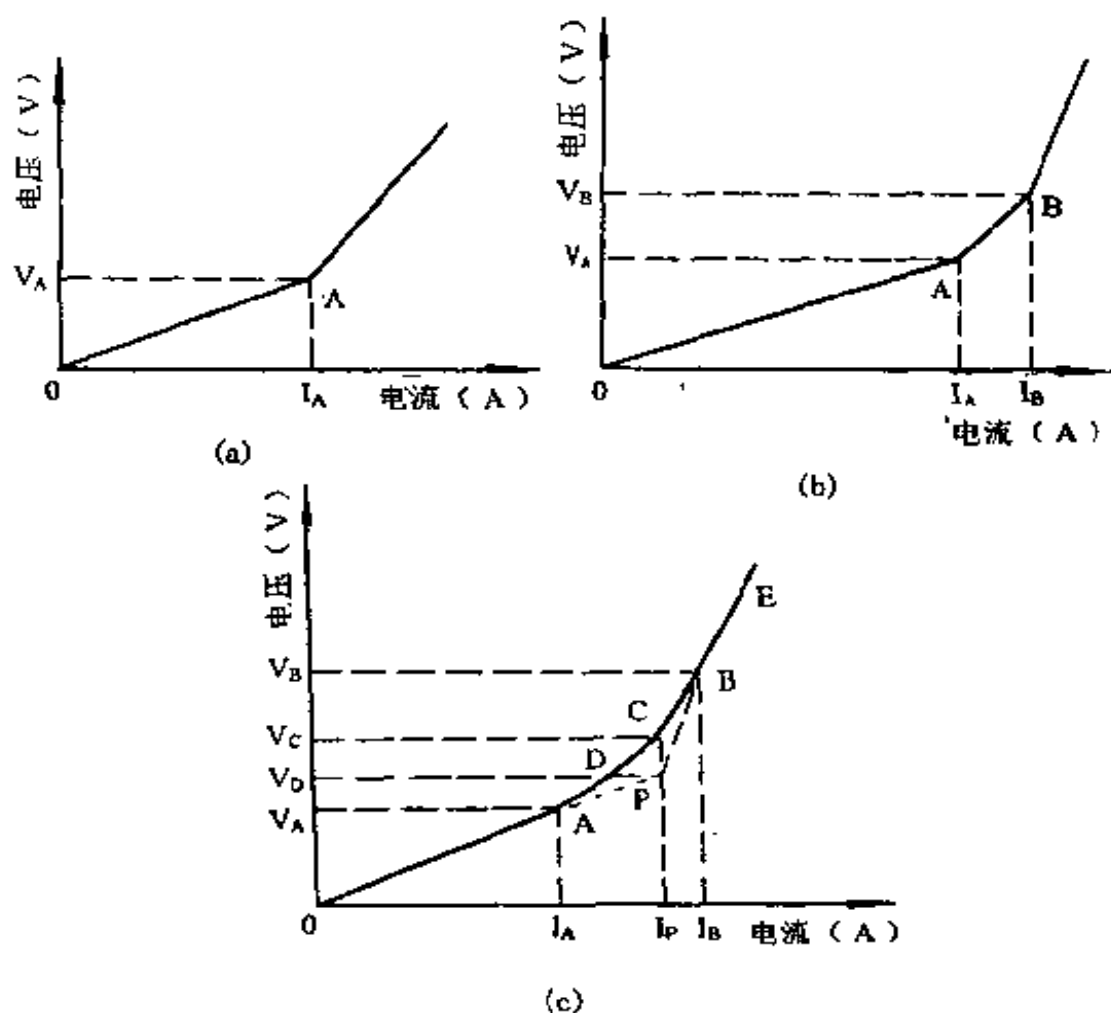 电压（V）
V_A
A
0
I_A
电流（A）
(a)
电压（V）
V_B
V_A
B
A
0
I_A
I_B
电流（A）
(b)
电压（V）
V_B
V_C
V_D
V_A
E
B
C
D
P
A
0
I_A
I_P
I_B
电流（A）
(c)